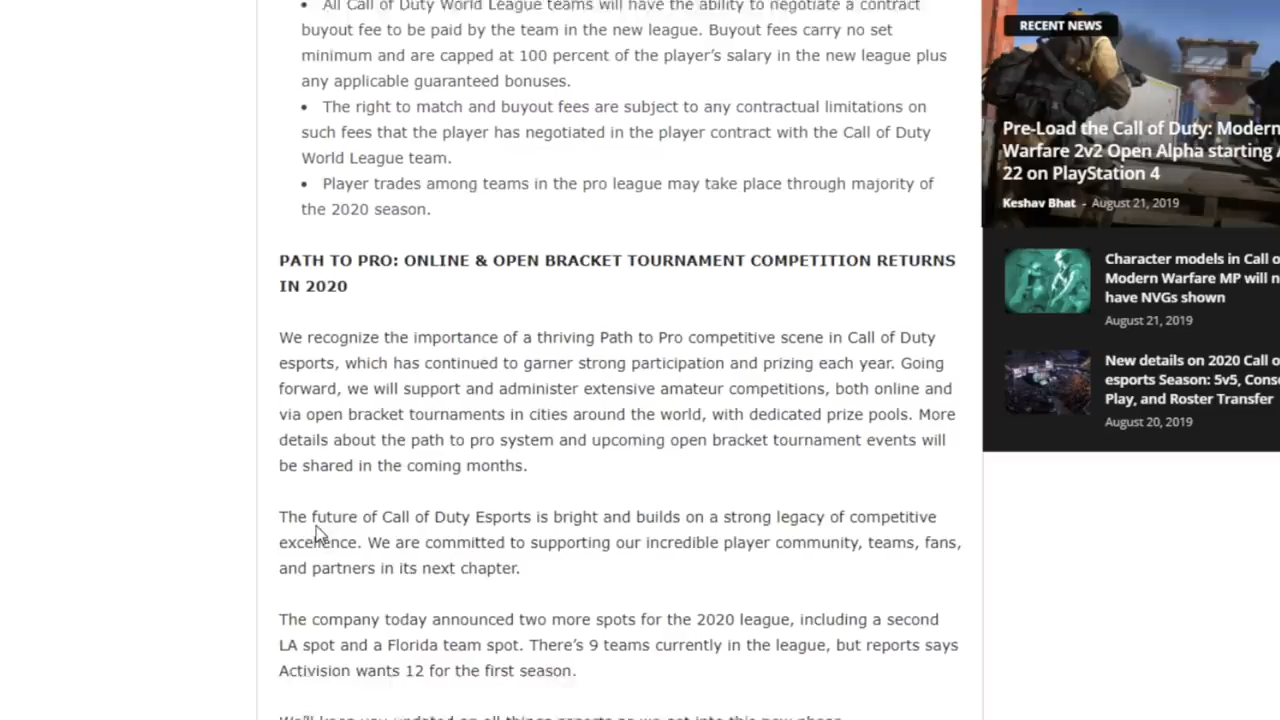 All Call of Duty World League teams will have the ability to negotiate a contract
buyout fee to be paid by the team in the new league. Buyout fees carry no set
minimum and are capped at 100 percent of the player's salary in the new league plus
any applicable guaranteed bonuses.
The right to match and buyout fees are subject to any contractual limitations on
such fees that the player has negotiated in the player contract with the Call of Duty
World League team.
Player trades among teams in the pro league may take place through majority of
the 2020 season.
PATH TO PRO: ONLINE & OPEN BRACKET TOURNAMENT COMPETITION RETURNS
IN 2020
We recognize the importance of a thriving Path to Pro competitive scene in Call of Duty
esports, which has continued to garner strong participation and prizing each year. Going
forward, we will support and administer extensive amateur competitions, both online and
via open bracket tournaments in cities around the world, with dedicated prize pools. More
details about the path to pro system and upcoming open bracket tournament events will
be shared in the coming months.
The future of Call of Duty Esports is bright and builds on a strong legacy of competitive
excellence. We are committed to supporting our incredible player community, teams, fans,
and partners in its next chapter.
The company today announced two more spots for the 2020 league, including a second
LA spot and a Florida team spot. There's 9 teams currently in the league, but reports says
Activision wants 12 for the first season.
We'll keep you updated on all things esports as we get into this new phase.
RECENT NEWS
Pre-Load the Call of Duty: Modern
Warfare 2v2 Open Alpha starting
22 on PlayStation 4
Keshav Bhat - August 21, 2019
Character models in Call
Modern Warfare MP will
have NVGs shown
August 21, 2019
New details on 2020 Call
esports Season: 5v5,
Play, and Roster Transfer
August 20, 2019